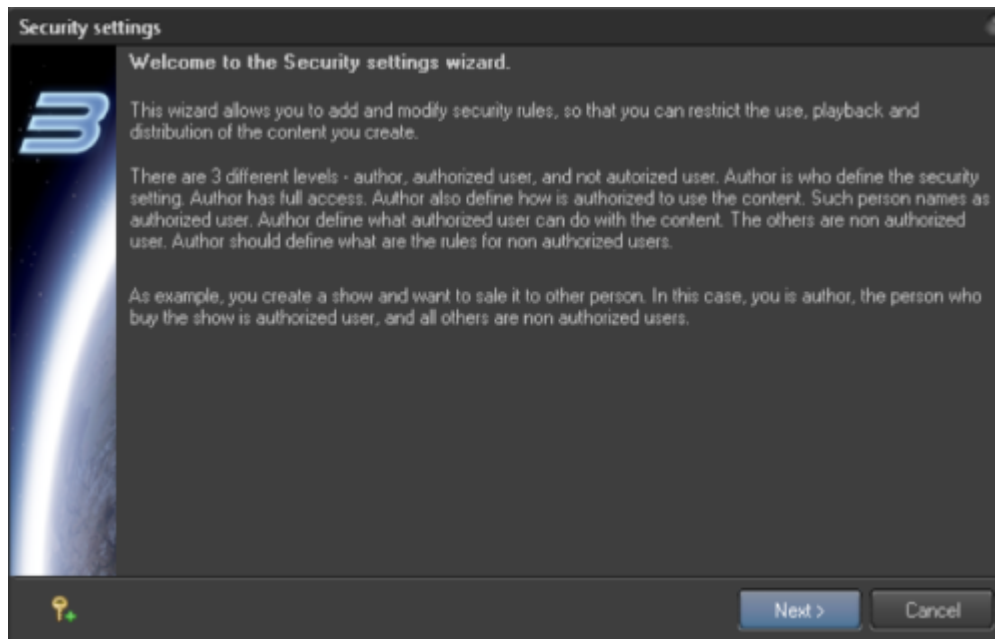 Security settings
Welcome to the Security settings wizard.
This wizard allows you to add and modify security rules, so that you can restrict the use, playback and
distribution of the content you create.
There are 3 different levels - author, authorized user, and not autorized user. Author is who define the security
setting. Author has full access. Author also define how is authorized to use the content. Such person names as
authorized user. Author define what authorized user can do with the content. The others are non authorized
user. Author should define what are the rules for non authorized users.
As example, you create a show and want to sale it to other person. In this case, you is author, the person who
buy the show is authorized user, and all others are non authorized users.
3
Next >
Cancel